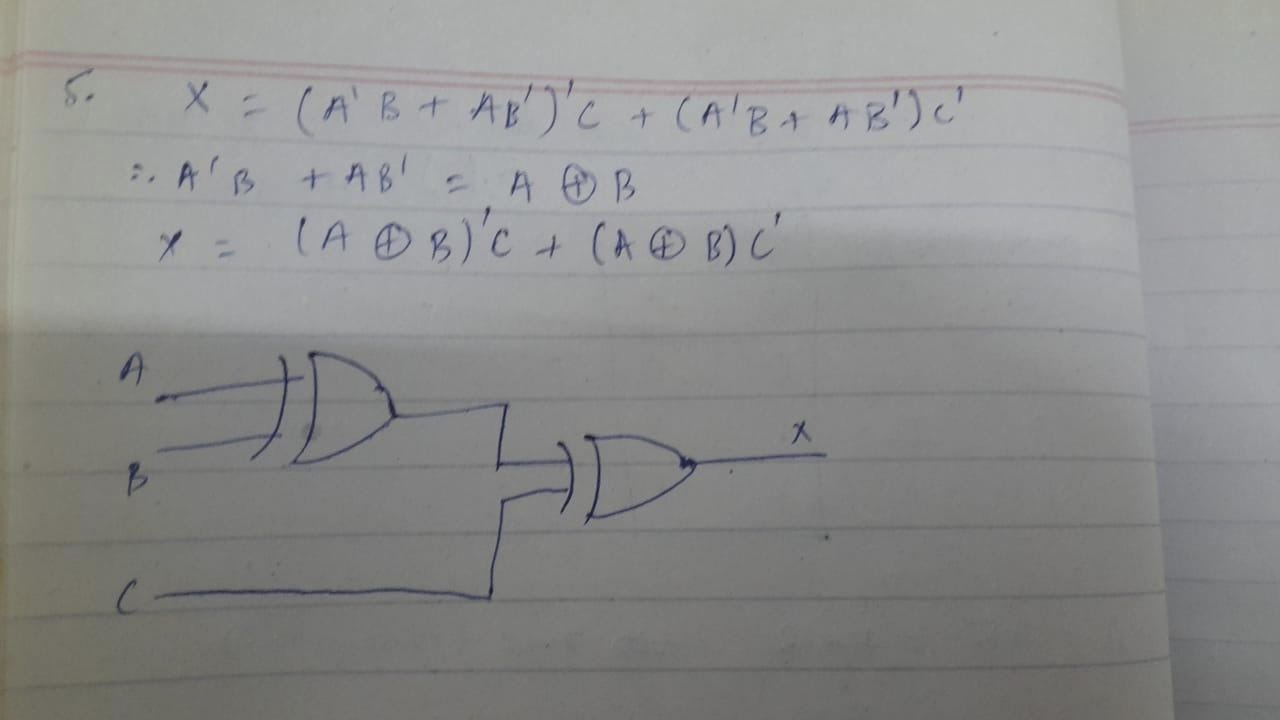 5. X = (A'B + AB')'C + (A'B + AB')C'
∴ A'B + AB' = A ⊕ B
X = (A ⊕ B)'C + (A ⊕ B)C'
A
B
X
C